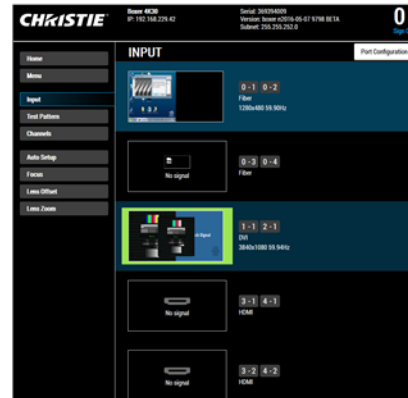 CHRISTIE
Boxer 4K30
IP: 192.168.229.42
Serial: 369394009
Version: boxer n2016-05-07 9798 BETA
Subnet: 255.255.252.0
0
Sign O
INPUT
Port Configuration
Home
Menu
Input
Test Pattern
Channels
Auto Setup
Focus
Lens Offset
Lens Zoom
0 - 1 0 - 2
Fiber
1280x480 59.90Hz
No signal
0 - 3 0 - 4
Fiber
1 - 1 2 - 1
DVI
3840x1080 59.94Hz
No signal
3 - 1 4 - 1
HDMI
No signal
3 - 2 4 - 2
HDMI